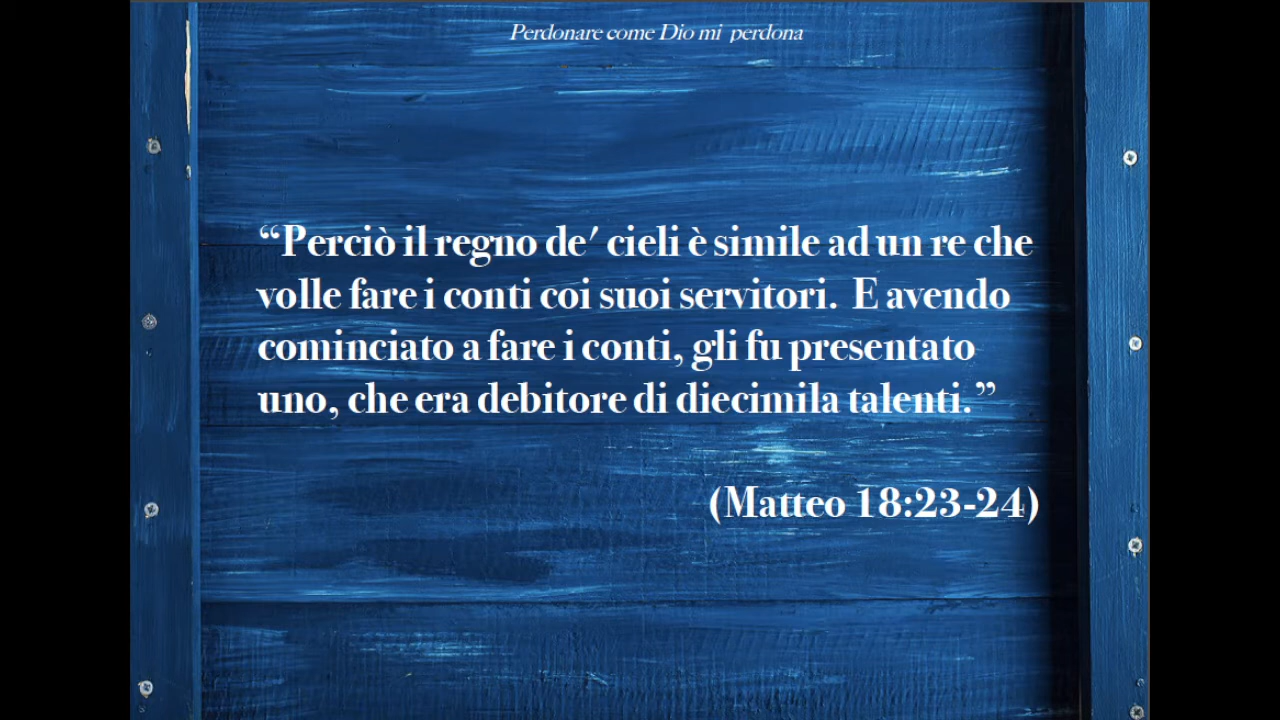 Perdonare come Dio mi perdona
“Perciò il regno de’ cieli è simile ad un re che
volle fare i conti coi suoi servitori. E avendo
cominciato a fare i conti, gli fu presentato
uno, che era debitore di diecimila talenti.”
(Matteo 18:23-24)